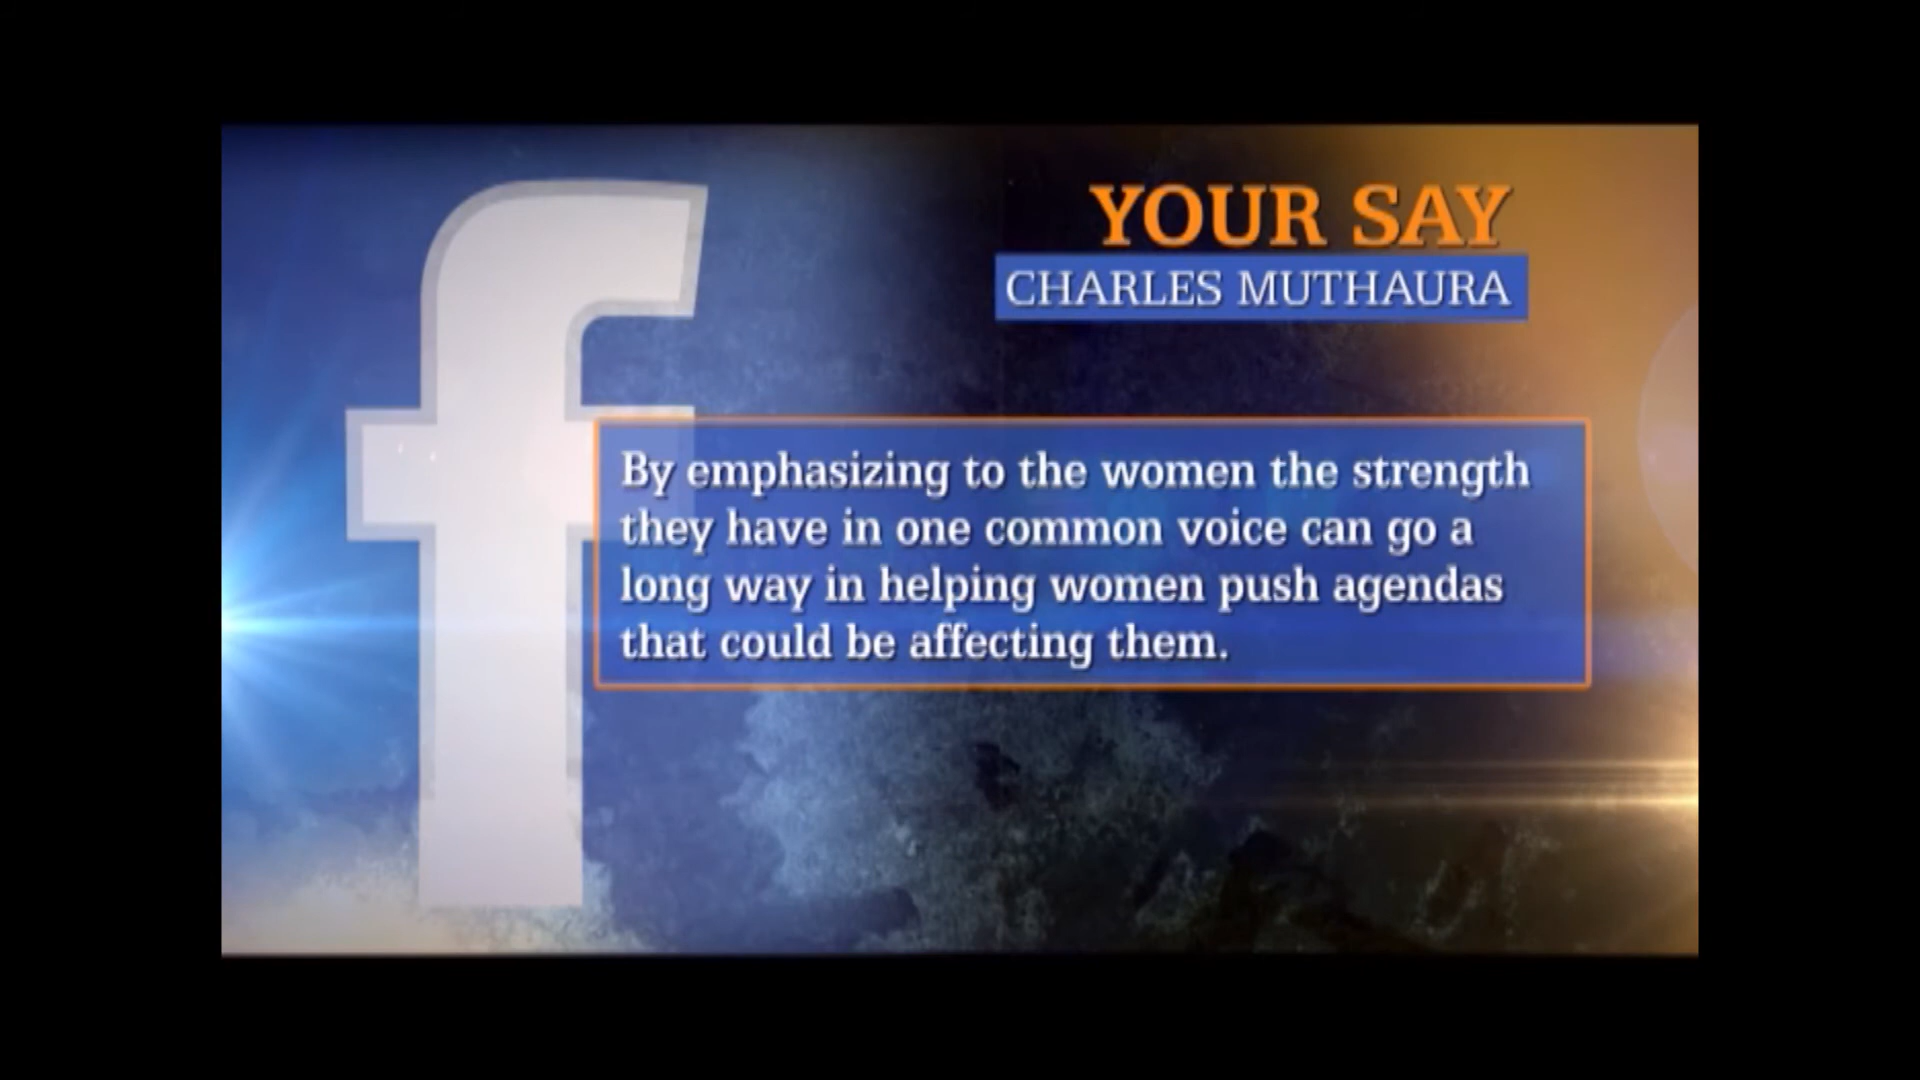 f
YOUR SAY
CHARLES MUTHAURA
By emphasizing to the women the strength
they have in one common voice can go a
long way in helping women push agendas
that could be affecting them.